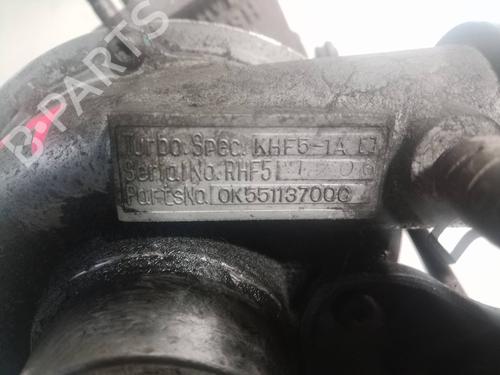 B-PARTS
Turbo Spec. KHF5-1A
Serial No. RHF5
Parts No. 0K55113700C